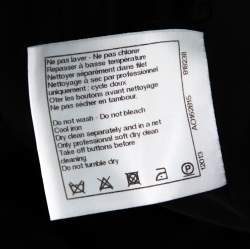 Ne pas laver - Ne pas chlorer
Repasser à basse température
Nettoyer séparément dans filet
Nettoyage à sec par professionnel
uniquement: cycle doux
Oter les boutons avant nettoyage
Ne pas sécher en tambour.
Do not wash - Do not bleach
Cool iron
Dry clean separately and in a net
Only professional soft dry clean
Take off buttons before
cleaning
Do not tumble dry
P